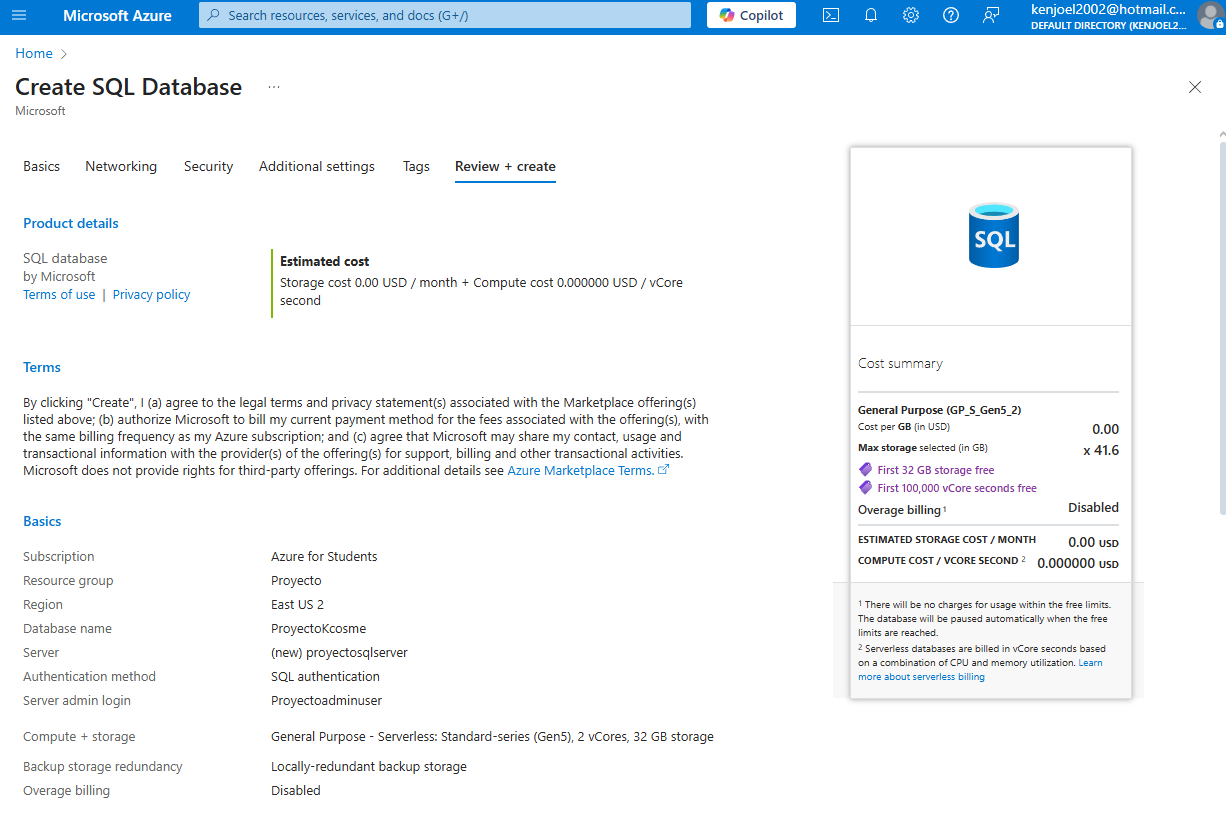 Microsoft Azure
Search resources, services, and docs (G+/)
Copilot
kenjoel2002@hotmail.c...
DEFAULT DIRECTORY (KENJOEL2...
Home
Create SQL Database ...
Microsoft
Basics Networking Security Additional settings Tags Review + create
Product details
SQL database
by Microsoft
Terms of use | Privacy policy
Estimated cost
Storage cost 0.00 USD / month + Compute cost 0.000000 USD / vCore
second
Terms
By clicking "Create", I (a) agree to the legal terms and privacy statement(s) associated with the Marketplace offering(s)
listed above; (b) authorize Microsoft to bill my current payment method for the fees associated with the offering(s), with
the same billing frequency as my Azure subscription; and (c) agree that Microsoft may share my contact, usage and
transactional information with the provider(s) of the offering(s) for support, billing and other transactional activities.
Microsoft does not provide rights for third-party offerings. For additional details see Azure Marketplace Terms.
Basics
Subscription Azure for Students
Resource group Proyecto
Region East US 2
Database name ProyectoKcosme
Server (new) proyectosqlserver
Authentication method SQL authentication
Server admin login Proyectoadminuser
Compute + storage General Purpose - Serverless: Standard-series (Gen5), 2 vCores, 32 GB storage
Backup storage redundancy Locally-redundant backup storage
Overage billing Disabled
SQL
Cost summary
General Purpose (GP_S_Gen5_2)
Cost per GB (in USD) 0.00
Max storage selected (in GB) x 41.6
First 32 GB storage free
First 100,000 vCore seconds free
Overage billing 1 Disabled
ESTIMATED STORAGE COST / MONTH 0.00 USD
COMPUTE COST / VCORE SECOND 2 0.000000 USD
1 There will be no charges for usage within the free limits.
The database will be paused automatically when the free
limits are reached.
2 Serverless databases are billed in vCore seconds based
on a combination of CPU and memory utilization. Learn
more about serverless billing